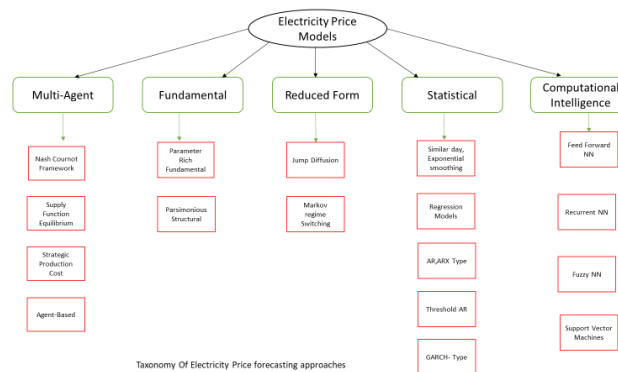 Electricity Price
Models
Multi-Agent
Fundamental
Reduced Form
Statistical
Computational
Intelligence
Nash Cournot
Framework
Supply
Function
Equilibrium
Strategic
Production
Cost
Agent-Based
Parameter
Rich
Fundamental
Parsimonious
Structural
Jump Diffusion
Markov
regime
Switching
Similar day,
Exponential
smoothing
Regression
Models
AR,ARX Type
Threshold AR
GARCH- Type
Feed Forward
NN
Recurrent NN
Fuzzy NN
Support Vector
Machines
Taxonomy Of Electricity Price forecasting approaches